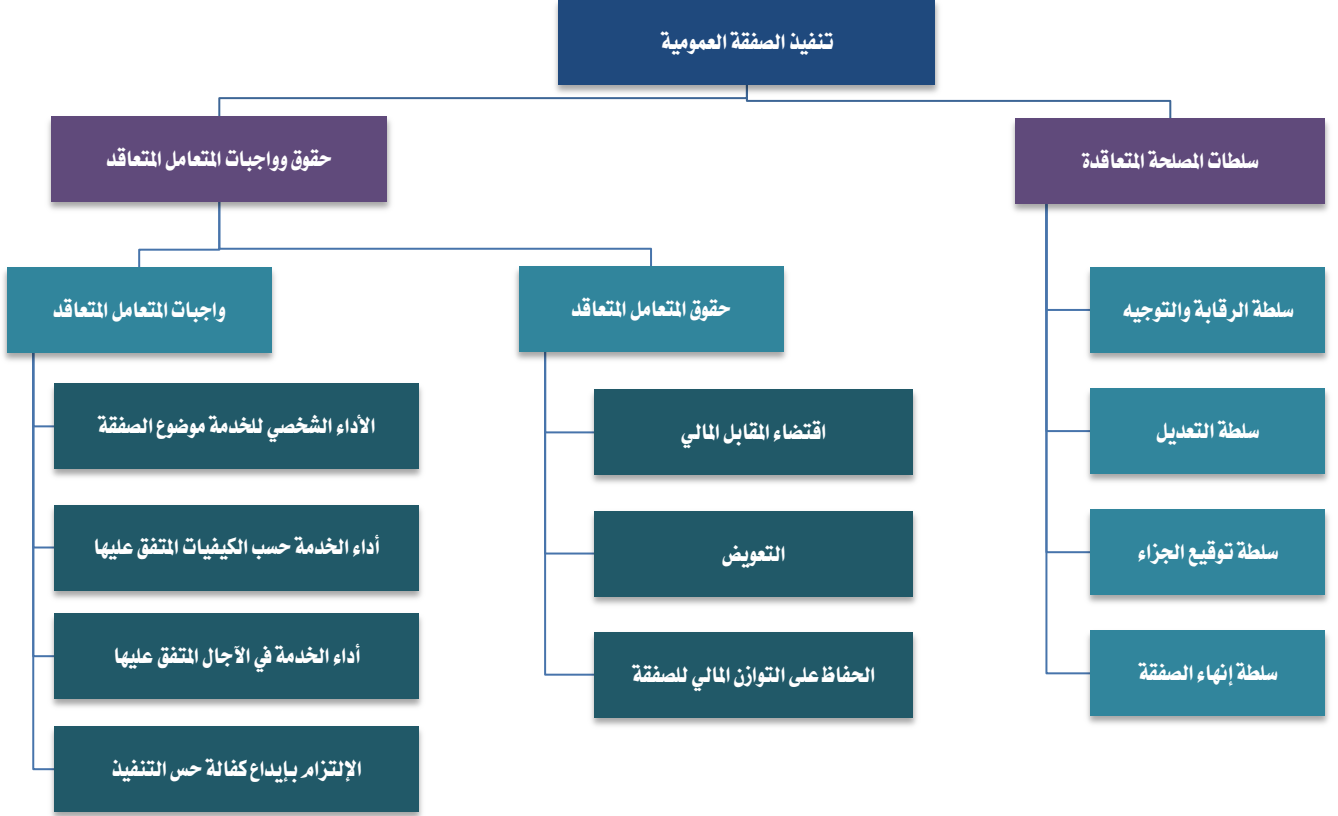 تنفيذ الصفقة العمومية
سلطات المصلحة المتعاقدة
سلطة الرقابة والتوجيه
سلطة التعديل
سلطة توقيع الجزاء
سلطة إنهاء الصفقة
حقوق وواجبات المتعامل المتعاقد
حقوق المتعامل المتعاقد
اقتضاء المقابل المالي
التعويض
الحفاظ على التوازن المالي للصفقة
واجبات المتعامل المتعاقد
الأداء الشخصي للخدمة موضوع الصفقة
أداء الخدمة حسب الكيفيات المتفق عليها
أداء الخدمة في الآجال المتفق عليها
الإلتزام بإيداع كفالة حس التنفيذ